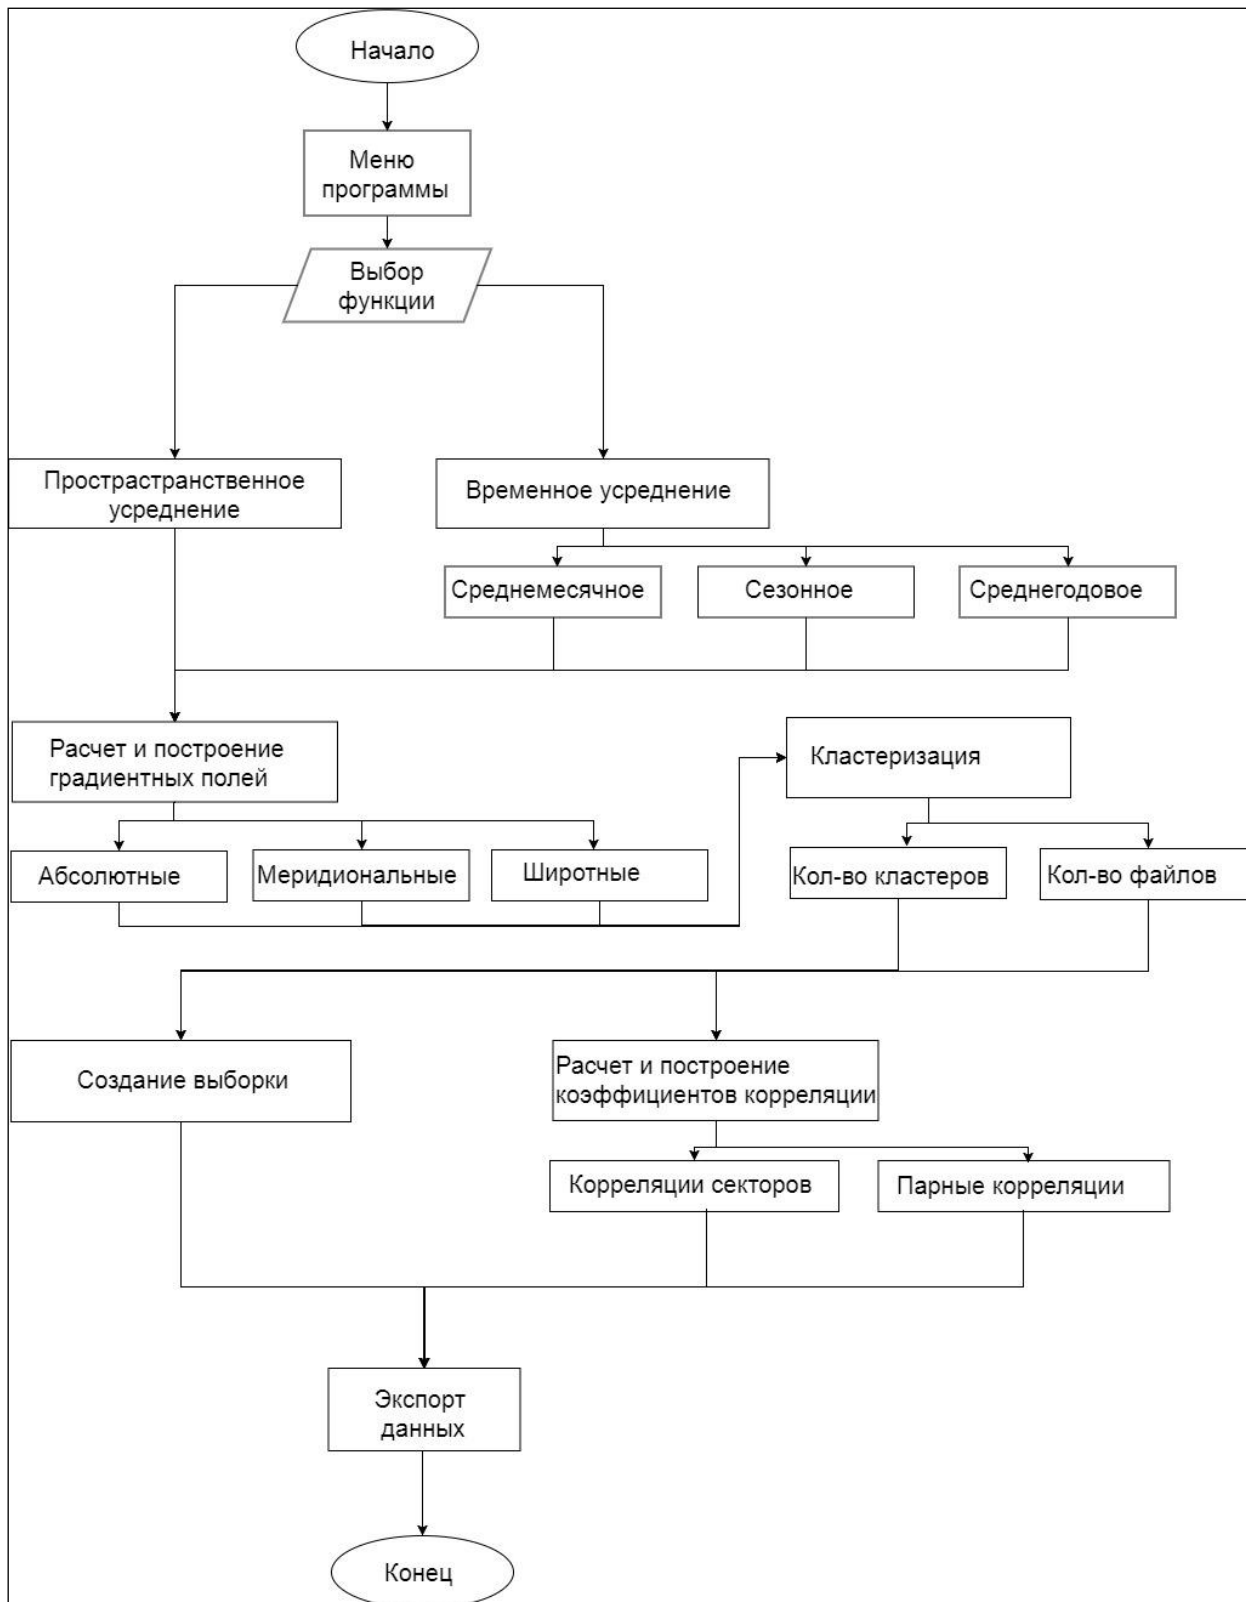 Начало
Меню
программы
Выбор
функции
Прострастранственное
усреднение
Временное усреднение
Среднемесячное
Сезонное
Среднегодовое
Расчет и построение
градиентных полей
Кластеризация
Абсолютные
Меридиональные
Широтные
Кол-во кластеров
Кол-во файлов
Создание выборки
Расчет и построение
коэффициентов корреляции
Корреляции секторов
Парные корреляции
Экспорт
данных
Конец